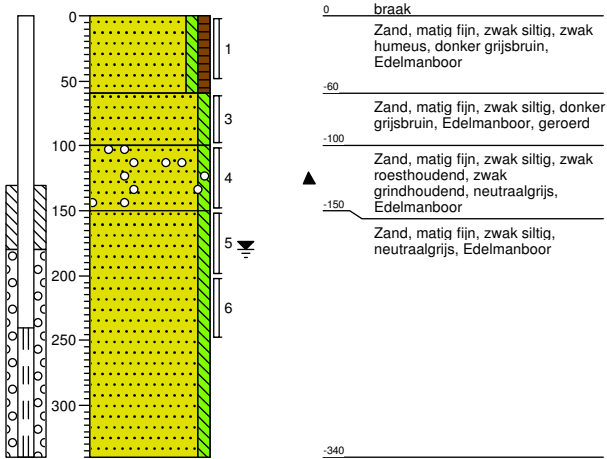 0
50
100
150
200
250
300
1
3
4
5
6
0 braak
Zand, matig fijn, zwak siltig, zwak
humeus, donker grijsbruin,
Edelmanboor
-60
Zand, matig fijn, zwak siltig, donker
grijsbruin, Edelmanboor, geroerd
-100
Zand, matig fijn, zwak siltig, zwak
roesthoudend, zwak
grindhoudend, neutraalgrijs,
Edelmanboor
-150
Zand, matig fijn, zwak siltig,
neutraalgrijs, Edelmanboor
-340